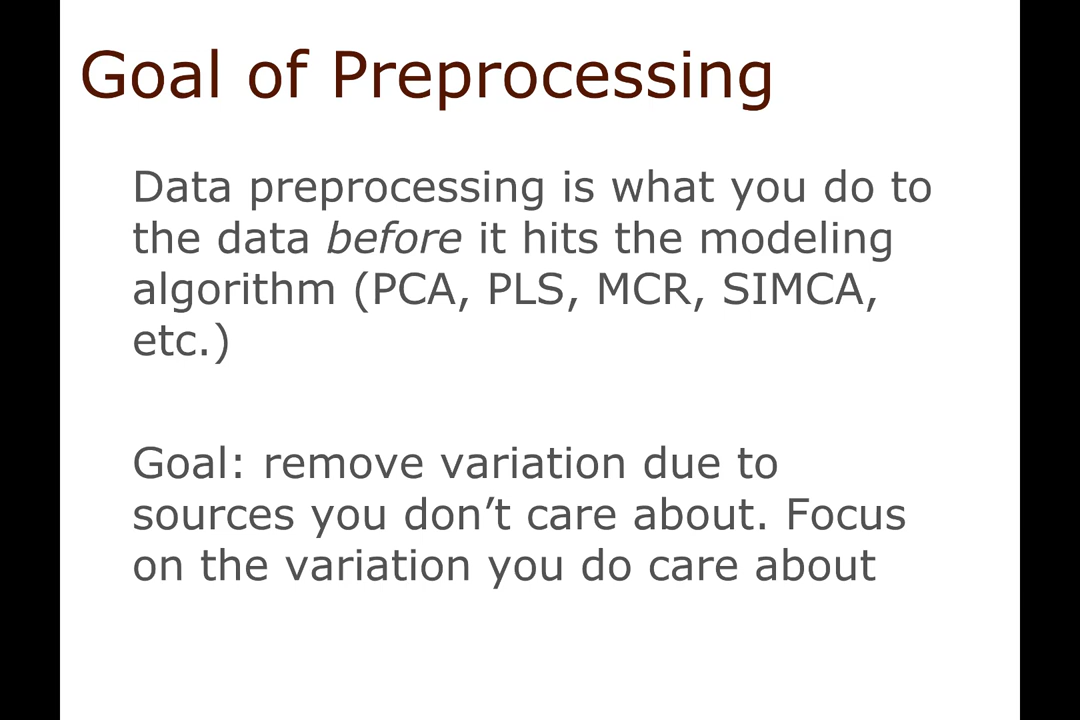 Goal of Preprocessing
Data preprocessing is what you do to
the data before it hits the modeling
algorithm (PCA, PLS, MCR, SIMCA,
etc.)
Goal: remove variation due to
sources you don’t care about. Focus
on the variation you do care about